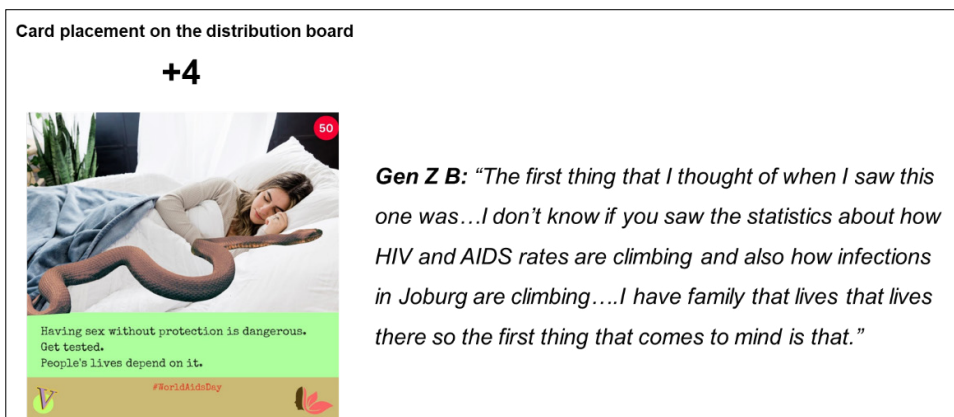 Card placement on the distribution board
+4
50
Having sex without protection is dangerous.
Get tested.
People's lives depend on it.
#WorldAidsDay
V
Gen Z B: “The first thing that I thought of when I saw this
one was…I don’t know if you saw the statistics about how
HIV and AIDS rates are climbing and also how infections
in Joburg are climbing….I have family that lives that lives
there so the first thing that comes to mind is that.”